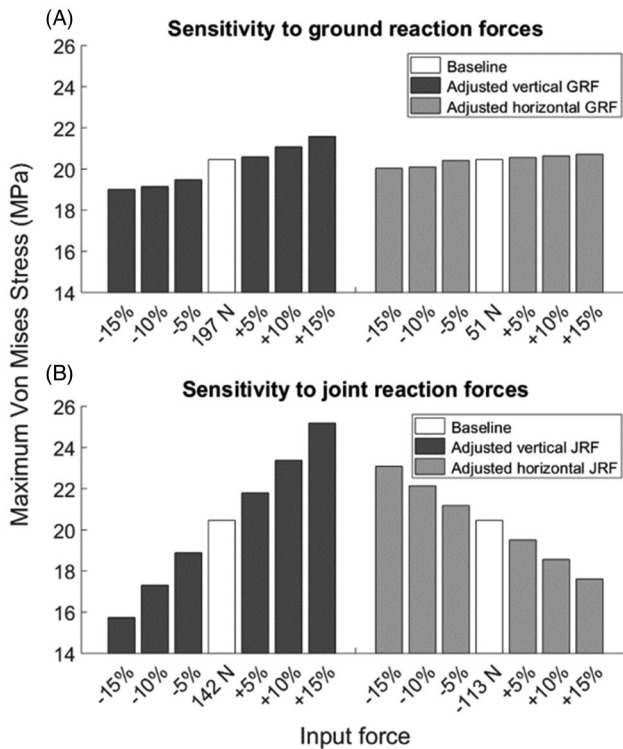 (A)
Sensitivity to ground reaction forces
26
24
22
20
18
16
14
Baseline
Adjusted vertical GRF
Adjusted horizontal GRF
-15%
-10%
-5%
197 N
+5%
+10%
+15%
-15%
-10%
-5%
51 N
+5%
+10%
+15%
Maximum Von Mises Stress (MPa)
(B)
Sensitivity to joint reaction forces
26
24
22
20
18
16
14
Baseline
Adjusted vertical JRF
Adjusted horizontal JRF
-15%
-10%
-5%
142 N
+5%
+10%
+15%
-15%
-10%
-5%
-113 N
+5%
+10%
+15%
Input force